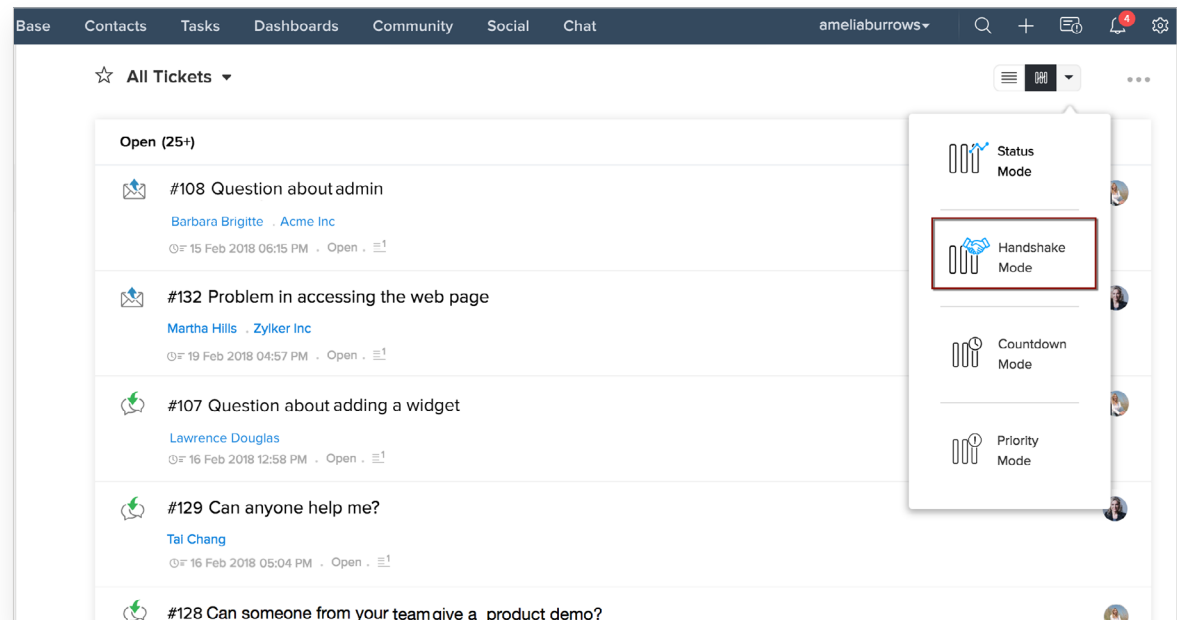 Base Contacts Tasks Dashboards Community Social Chat ameliaburrows 4
All Tickets
Open (25+)
Status
Mode
#108 Question about admin
Barbara Brigitte . Acme Inc
15 Feb 2018 06:15 PM . Open . 1
Handshake
Mode
#132 Problem in accessing the web page
Martha Hills . Zylker Inc
19 Feb 2018 04:57 PM . Open . 1
Countdown
Mode
#107 Question about adding a widget
Lawrence Douglas
16 Feb 2018 12:58 PM . Open . 1
Priority
Mode
#129 Can anyone help me?
Tal Chang
16 Feb 2018 05:04 PM . Open . 1
#128 Can someone from your team give a product demo?